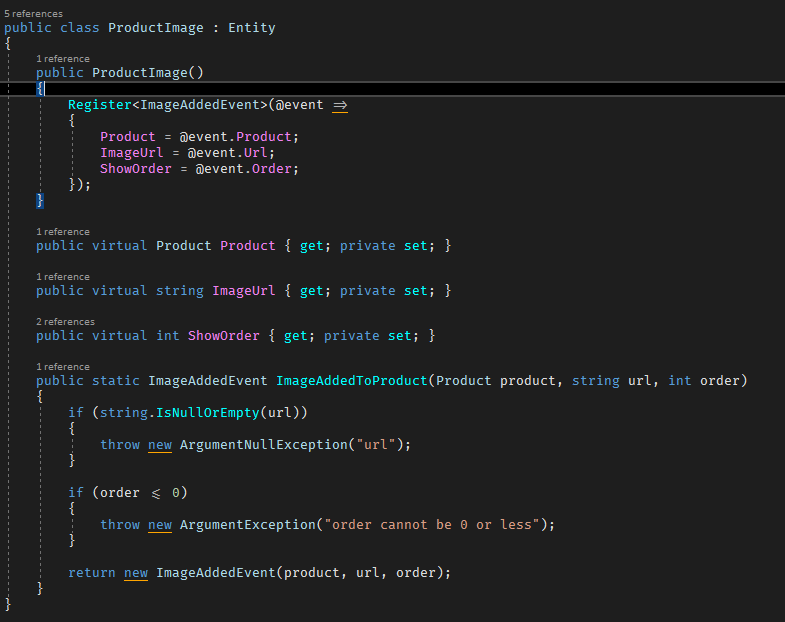 5 references
public class ProductImage : Entity
{
1 reference
public ProductImage()
{
Register<ImageAddedEvent>(@event =>
{
Product = @event.Product;
ImageUrl = @event.Url;
ShowOrder = @event.Order;
});
}
1 reference
public virtual Product Product { get; private set; }
1 reference
public virtual string ImageUrl { get; private set; }
2 references
public virtual int ShowOrder { get; private set; }
1 reference
public static ImageAddedEvent ImageAddedToProduct(Product product, string url, int order)
{
if (string.IsNullOrEmpty(url))
{
throw new ArgumentNullException("url");
}
if (order <= 0)
{
throw new ArgumentException("order cannot be 0 or less");
}
return new ImageAddedEvent(product, url, order);
}
}